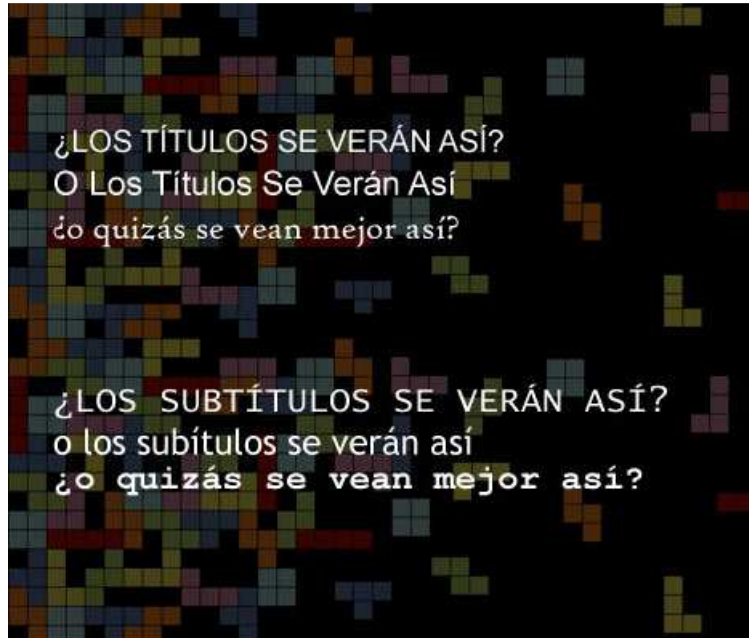 ¿LOS TÍTULOS SE VERÁN ASÍ?
O Los Títulos Se Verán Así
¿o quizás se vean mejor así?
¿LOS SUBTÍTULOS SE VERÁN ASÍ?
o los subítulos se verán así
¿o quizás se vean mejor así?